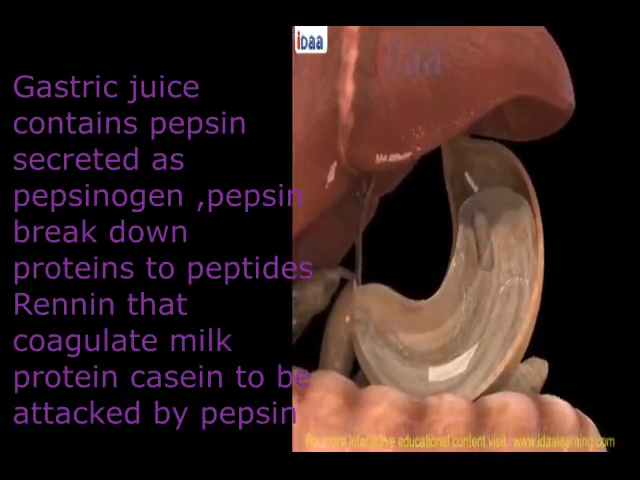 iDaa
Idaa
Gastric juice
contains pepsin
secreted as
pepsinogen ,pepsin
break down
proteins to peptides
Rennin that
coagulate milk
protein casein to be
attacked by pepsin
For more interactive educational content visit : www.idaalearning.com